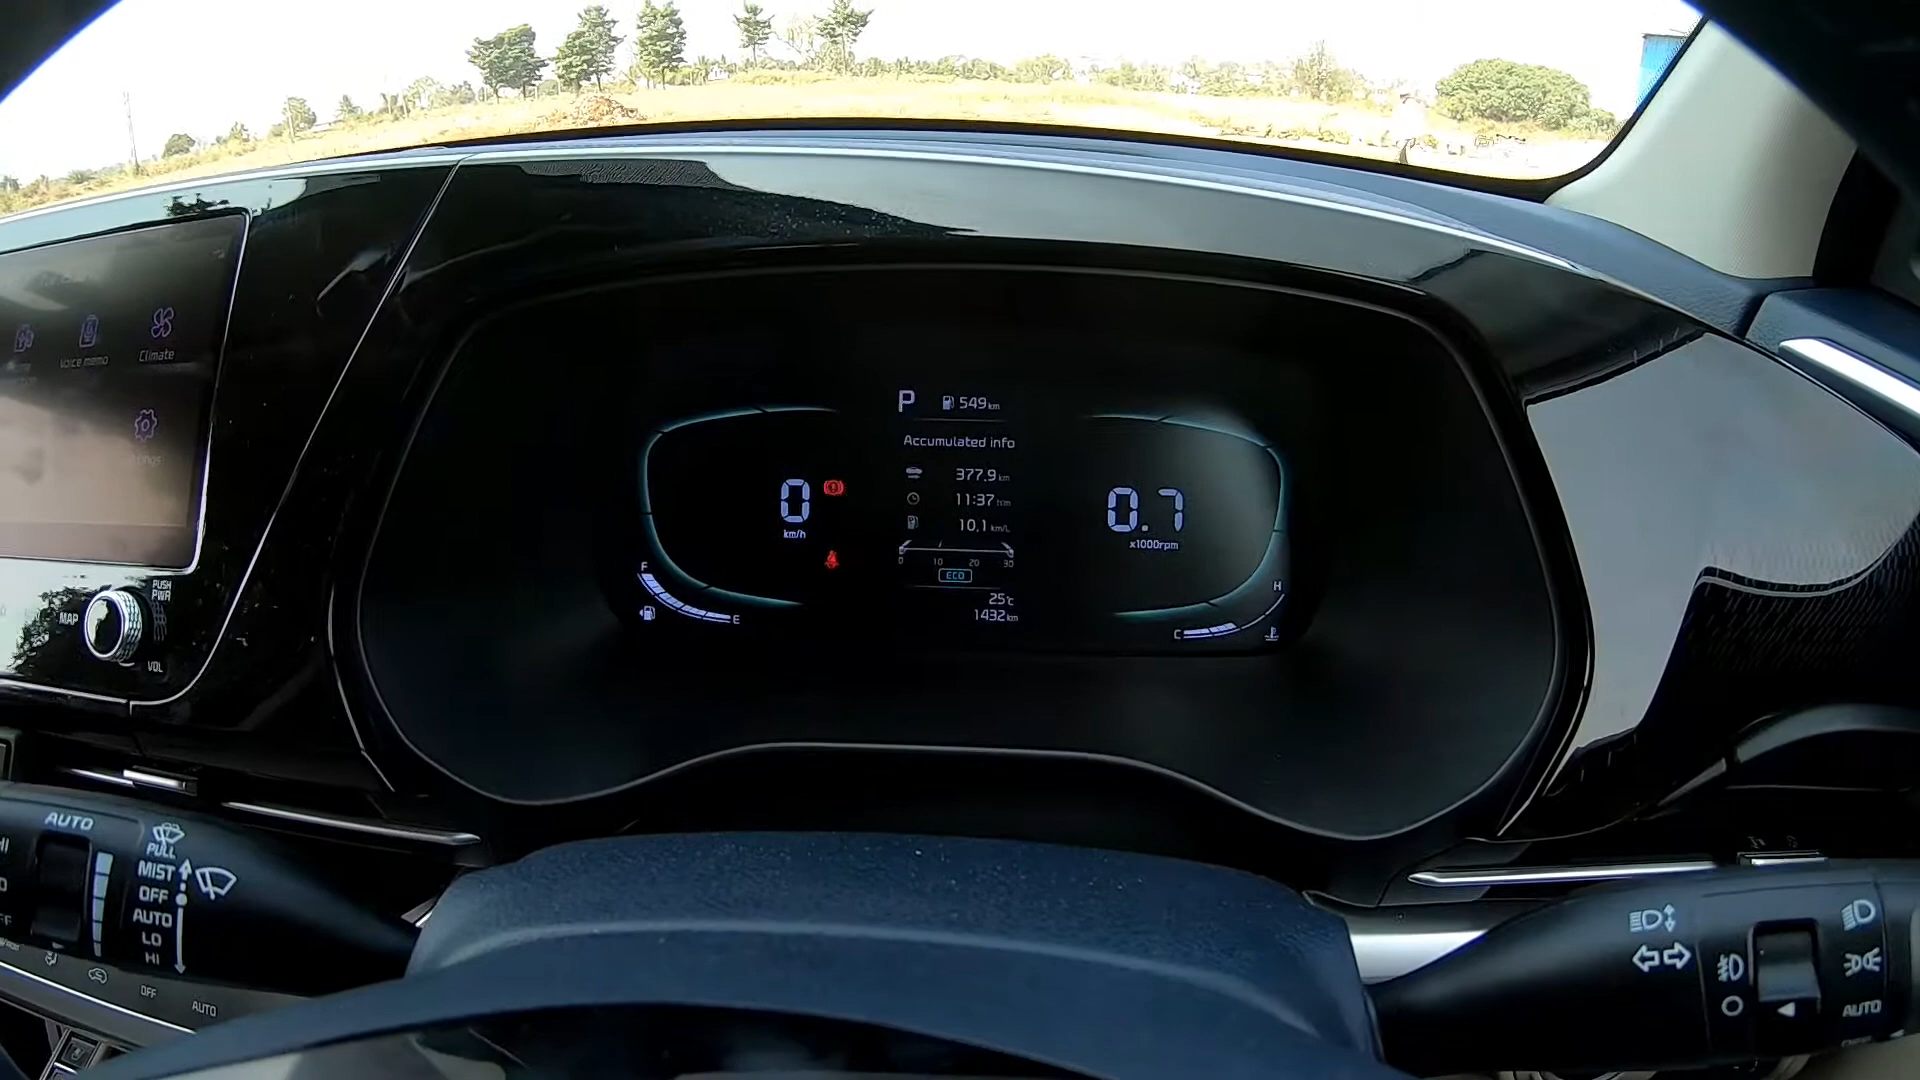 P 549 km
Accumulated info
377.9 km
11:37 h:m
10.1 km/L
0 10 20 30
ECO
25℃
1432 km
0
km/h
F
E
0.7
x1000rpm
H
C
Voice memo
Climate
PUSH
PWR
MAP
VOL
AUTO
HI
PULL
MIST
OFF
AUTO
LO
HI
OFF
AUTO
AUTO